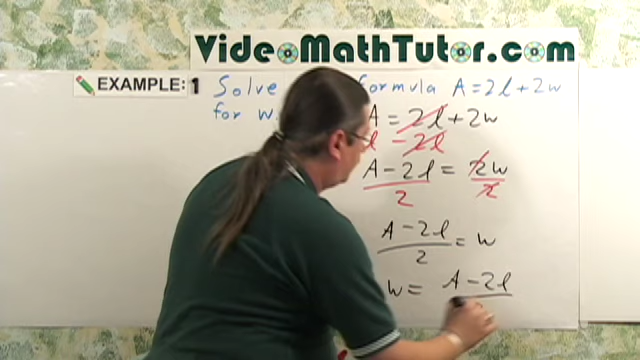 VideoMathTutor.com
EXAMPLE: 1 Solve formula A = 2l + 2w
for w.
A = 2l + 2w
l - 2l
A - 2l = 2w
2 2
A - 2l = w
2
w = A - 2l